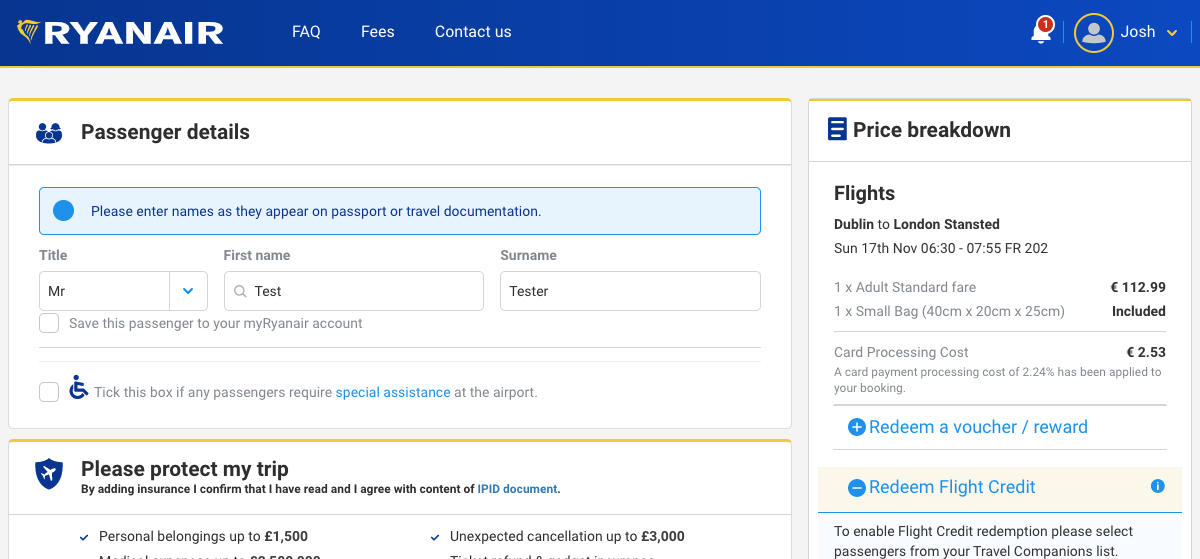 RYANAIR
FAQ
Fees
Contact us
1
Josh
Passenger details
Please enter names as they appear on passport or travel documentation.
Title
First name
Surname
Mr
Test
Tester
Save this passenger to your myRyanair account
Tick this box if any passengers require special assistance at the airport.
Please protect my trip
By adding insurance I confirm that I have read and I agree with content of IPID document.
Personal belongings up to £1,500
Unexpected cancellation up to £3,000
Price breakdown
Flights
Dublin to London Stansted
Sun 17th Nov 06:30 - 07:55 FR 202
1 x Adult Standard fare € 112.99
1 x Small Bag (40cm x 20cm x 25cm) Included
Card Processing Cost € 2.53
A card payment processing cost of 2.24% has been applied to
your booking.
Redeem a voucher / reward
Redeem Flight Credit
To enable Flight Credit redemption please select
passengers from your Travel Companions list.